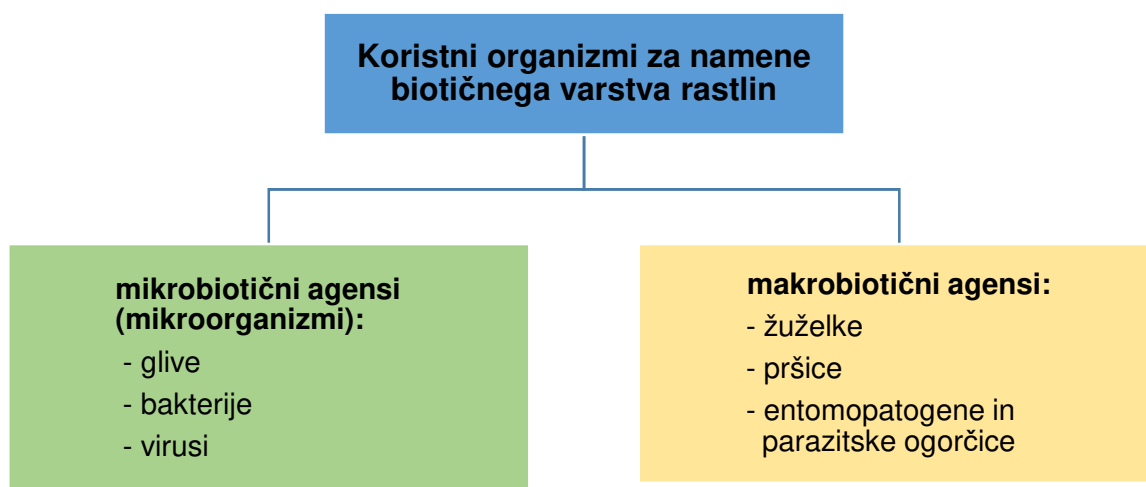 Koristni organizmi za namene
biotičnega varstva rastlin
mikrobiotični agensi
(mikroorganizmi):
- glive
- bakterije
- virusi
makrobiotični agensi:
- žuželke
- pršice
- entomopatogene in
parazitske ogorčice